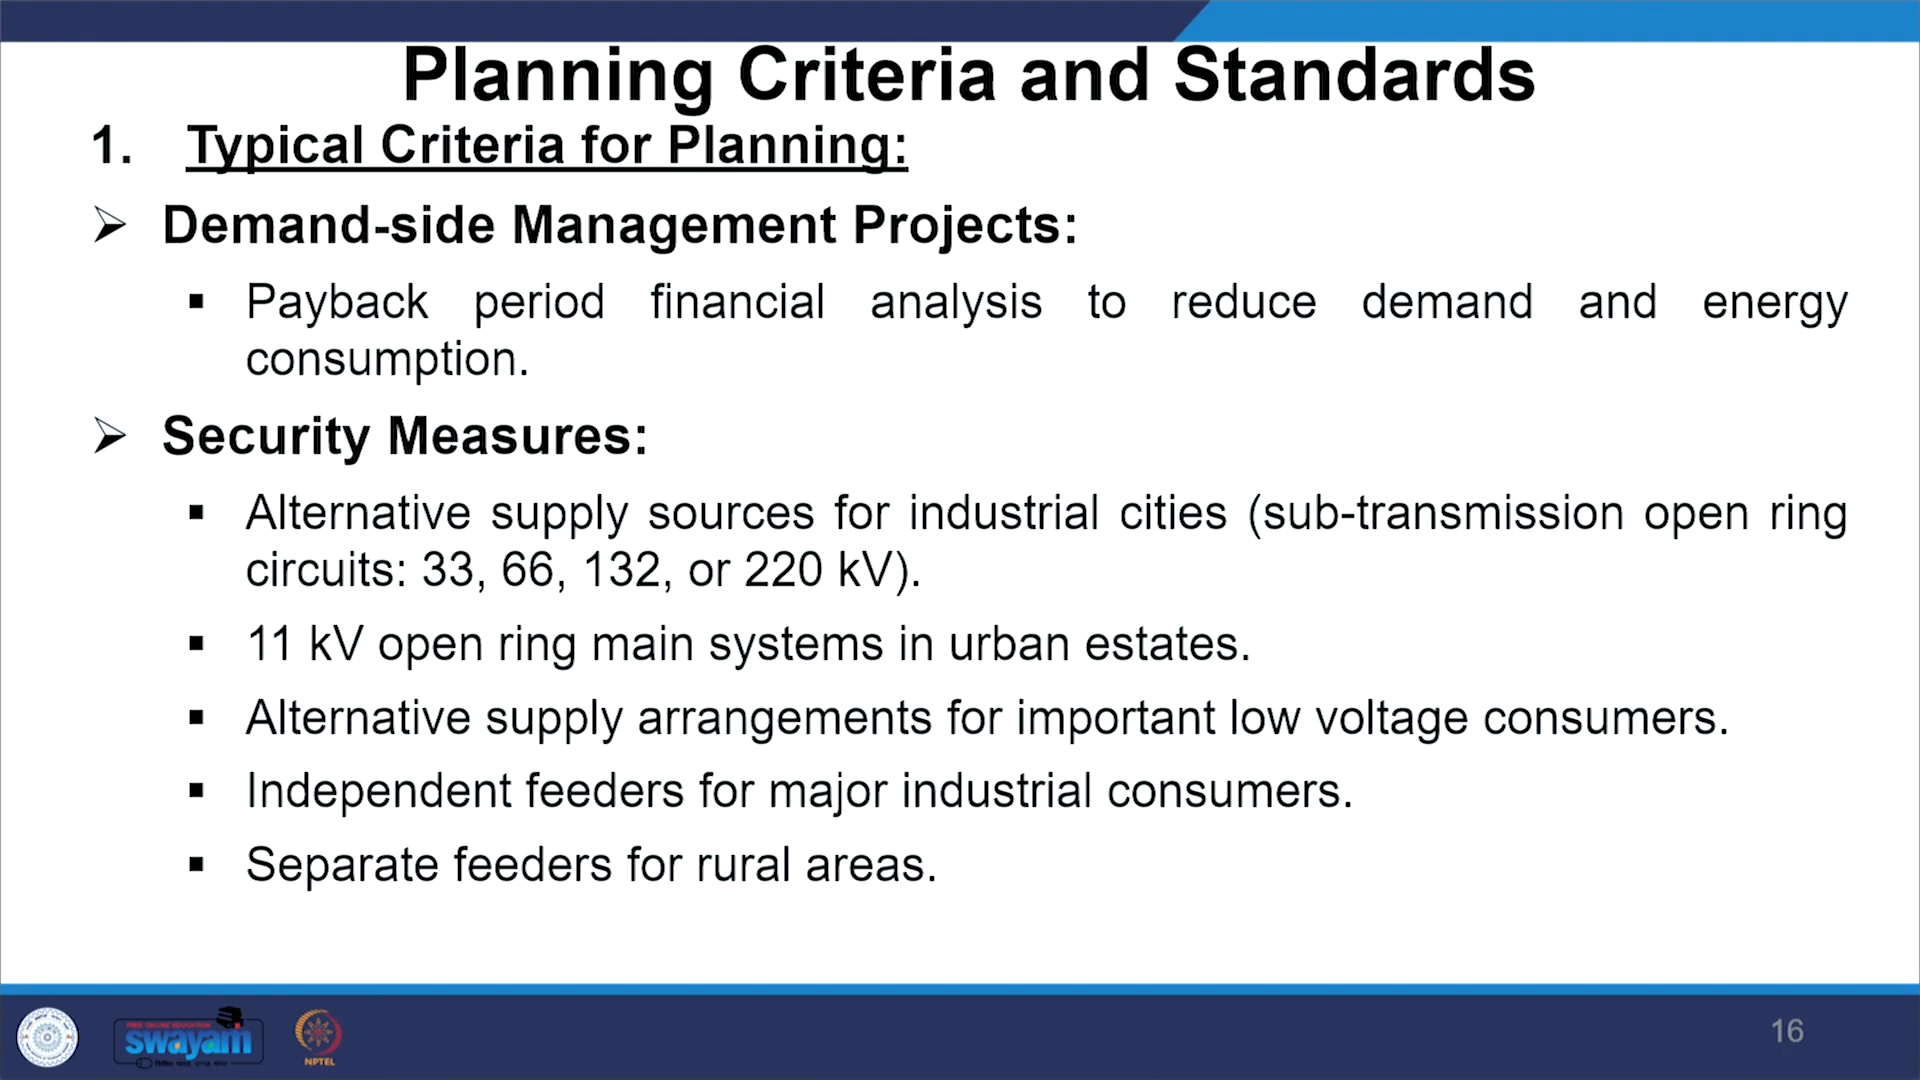 Planning Criteria and Standards
1. Typical Criteria for Planning:
Demand-side Management Projects:
Payback period financial analysis to reduce demand and energy
consumption.
Security Measures:
Alternative supply sources for industrial cities (sub-transmission open ring
circuits: 33, 66, 132, or 220 kV).
11 kV open ring main systems in urban estates.
Alternative supply arrangements for important low voltage consumers.
Independent feeders for major industrial consumers.
Separate feeders for rural areas.
FREE ONLINE EDUCATION
swayam
NPTEL
16